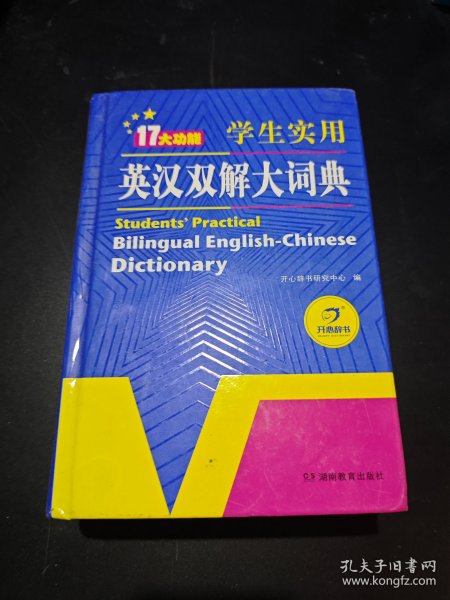 17大功能
学生实用
英汉双解大词典
Students' Practical
Bilingual English-Chinese
Dictionary
开心辞书研究中心 编
开心辞书
湖南教育出版社
孔夫子旧书网
www.kongfz.com